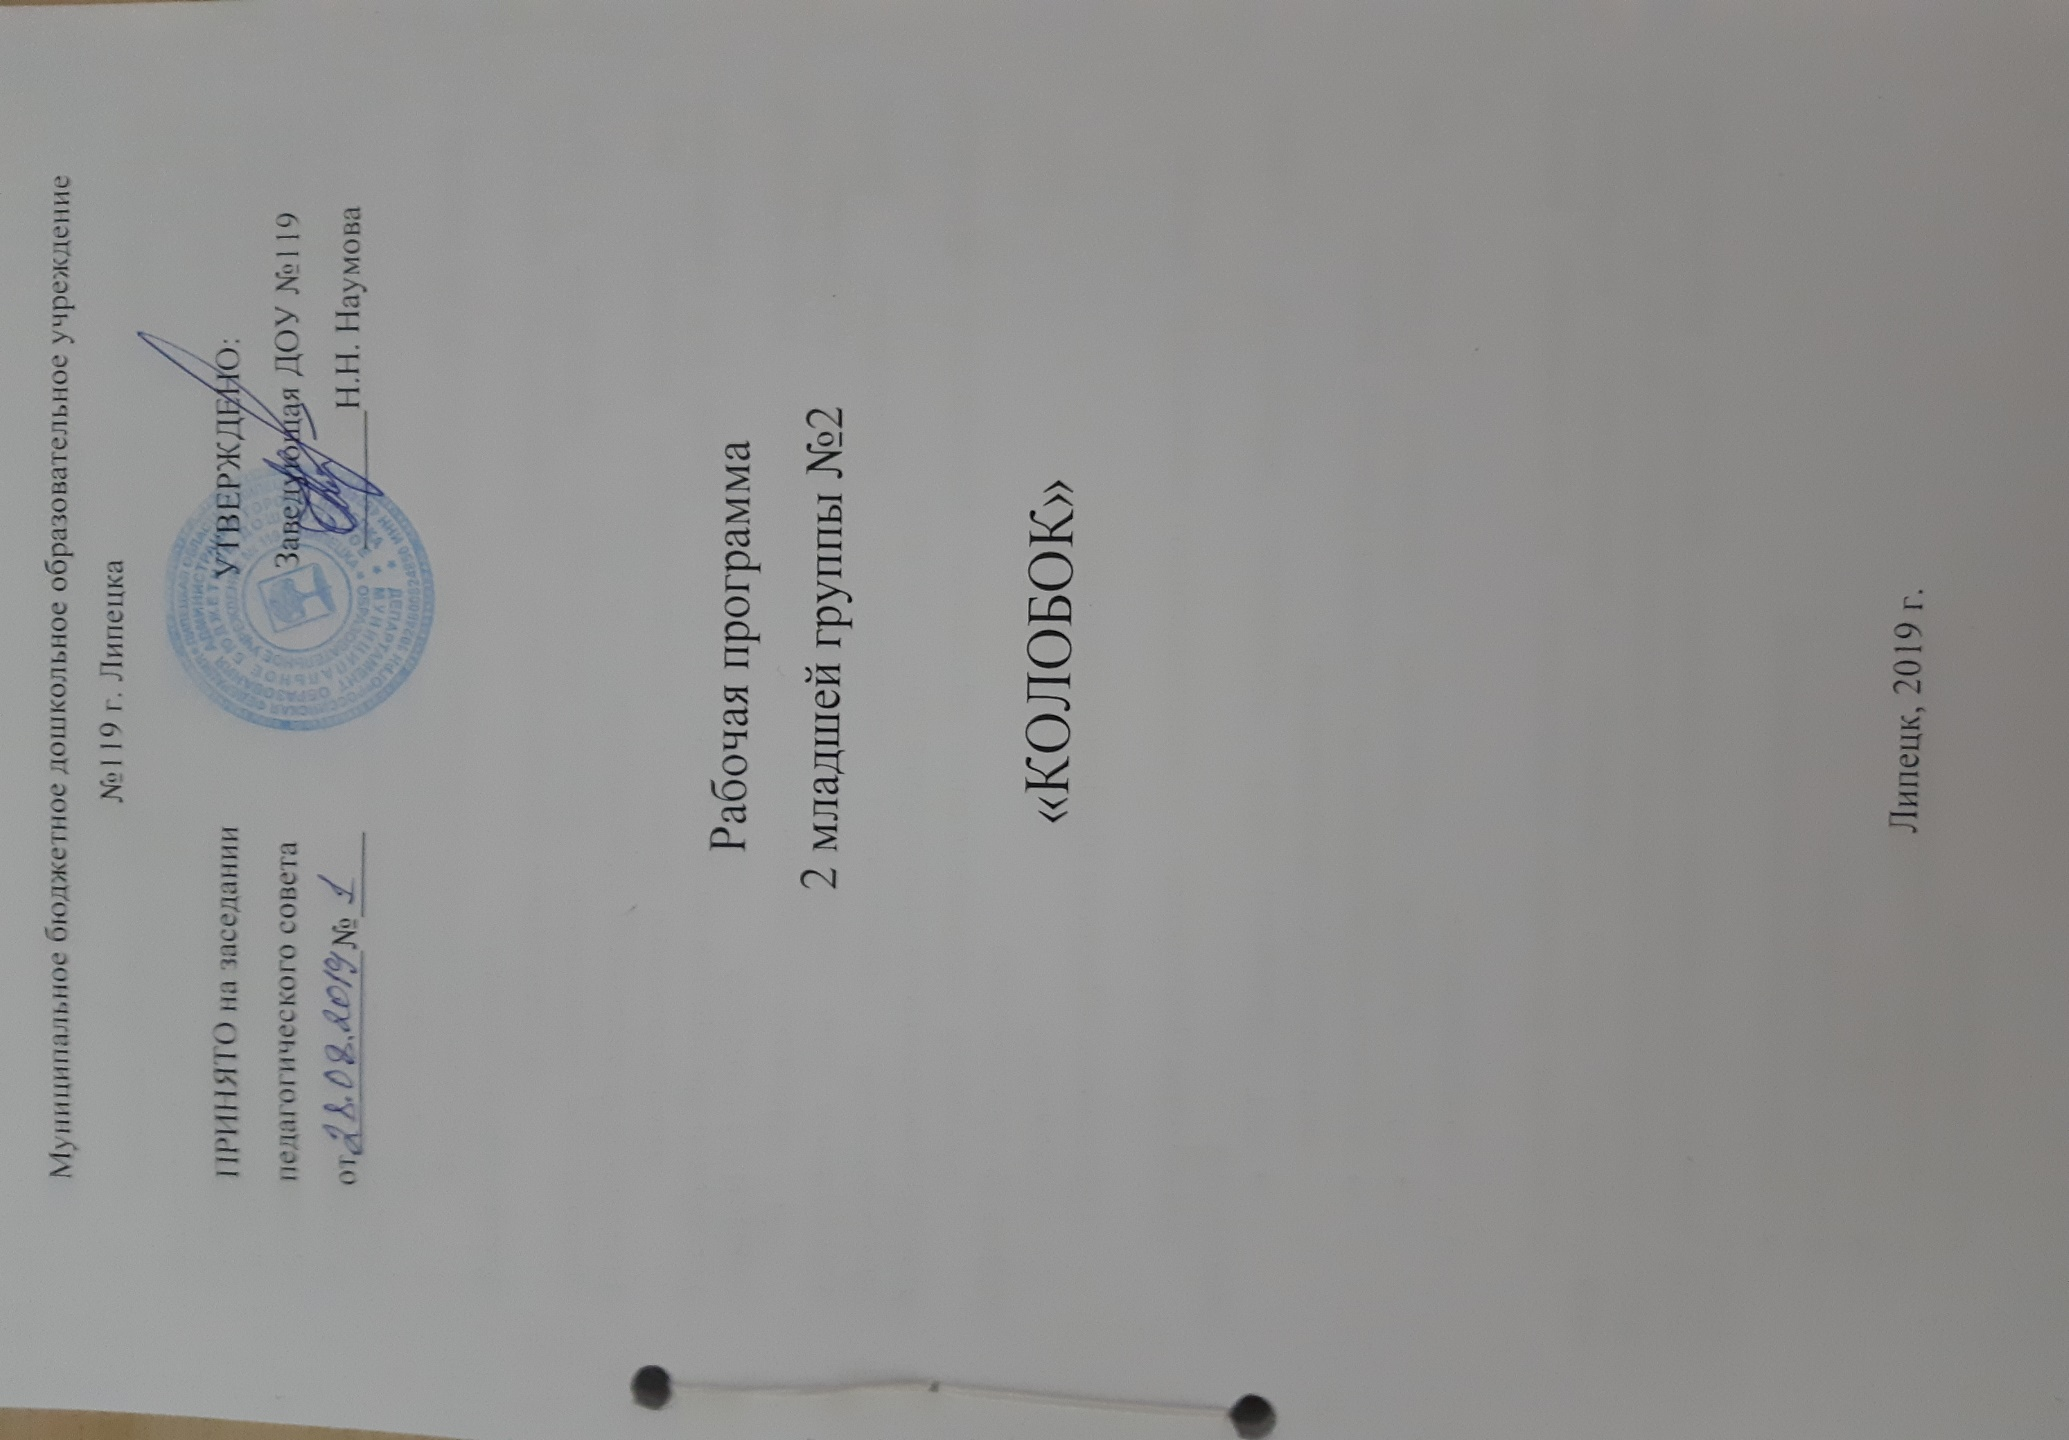 Муниципальное бюджетное дошкольное образовательное учреждение
№119 г. Липецка
ПРИНЯТО на заседании
педагогического совета
от 28.08.2019 № 1
УТВЕРЖДЕНО:
Заведующая ДОУ №119
Н.Н. Наумова
Рабочая программа
2 младшей группы №2
«КОЛОБОК»
Липецк, 2019 г.